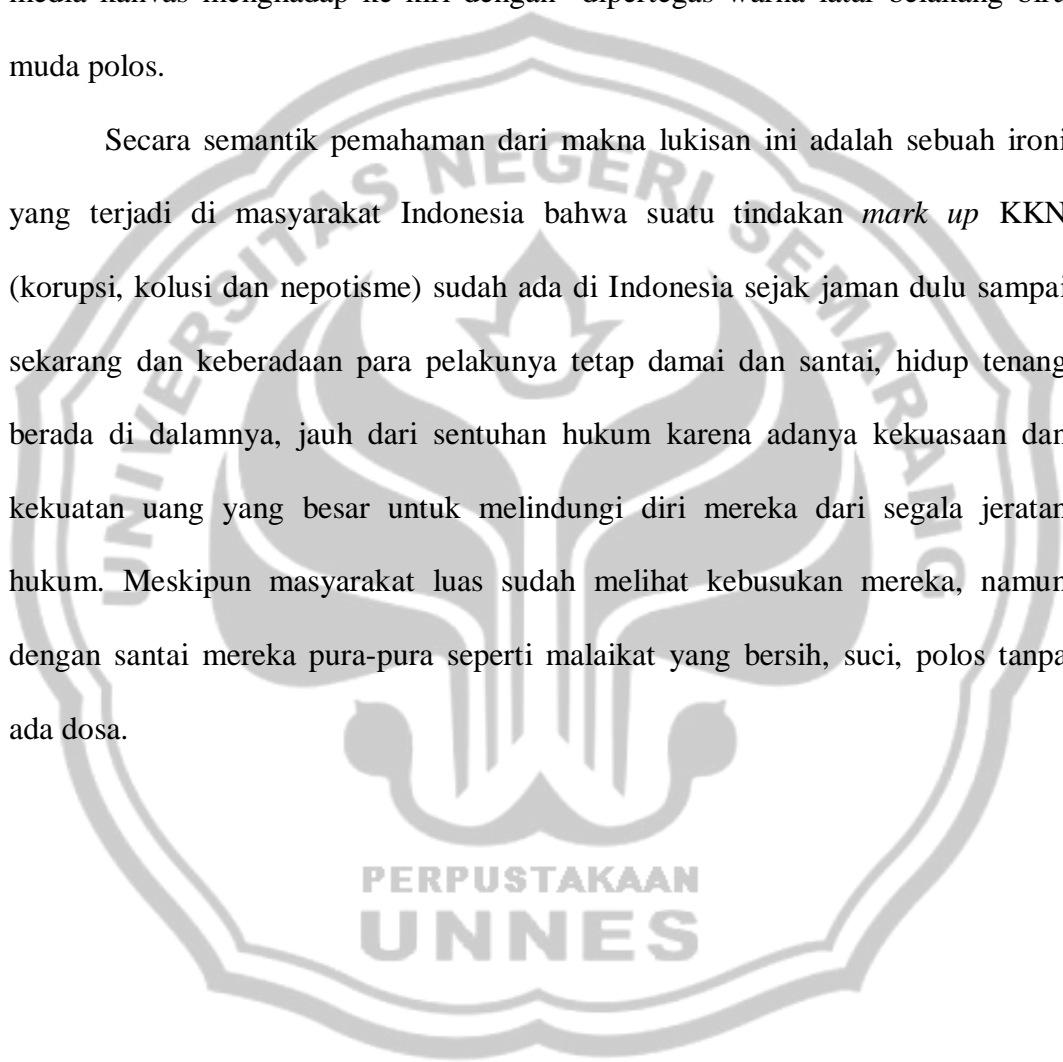 media kanvas menghadap ke kiri dengan dipertegas warna latar belakang biru
muda polos.
Secara semantik pemahaman dari makna lukisan ini adalah sebuah ironi
yang terjadi di masyarakat Indonesia bahwa suatu tindakan mark up KKN
(korupsi, kolusi dan nepotisme) sudah ada di Indonesia sejak jaman dulu sampai
sekarang dan keberadaan para pelakunya tetap damai dan santai, hidup tenang
berada di dalamnya, jauh dari sentuhan hukum karena adanya kekuasaan dan
kekuatan uang yang besar untuk melindungi diri mereka dari segala jeratan
hukum. Meskipun masyarakat luas sudah melihat kebusukan mereka, namun
dengan santai mereka pura-pura seperti malaikat yang bersih, suci, polos tanpa
ada dosa.
UNIVERSITAS NEGERI SEMARANG
PERPUSTAKAAN
UNNES